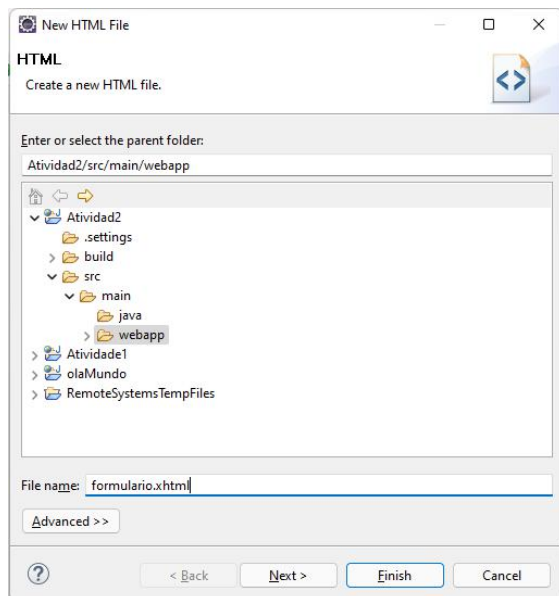 New HTML File
HTML
Create a new HTML file.
Enter or select the parent folder:
Atividad2/src/main/webapp
Atividad2
.settings
build
src
main
java
webapp
Atividade1
olaMundo
RemoteSystemsTempFiles
File name: formulario.xhtml
Advanced >>
? < Back Next > Finish Cancel